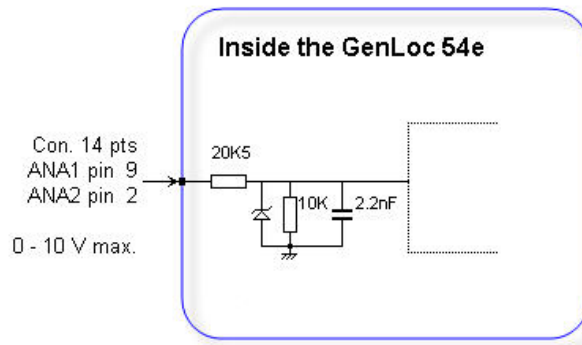 Inside the GenLoc 54e
Con. 14 pts
ANA1 pin 9
ANA2 pin 2
0 - 10 V max.
20K5
10K
2.2nF